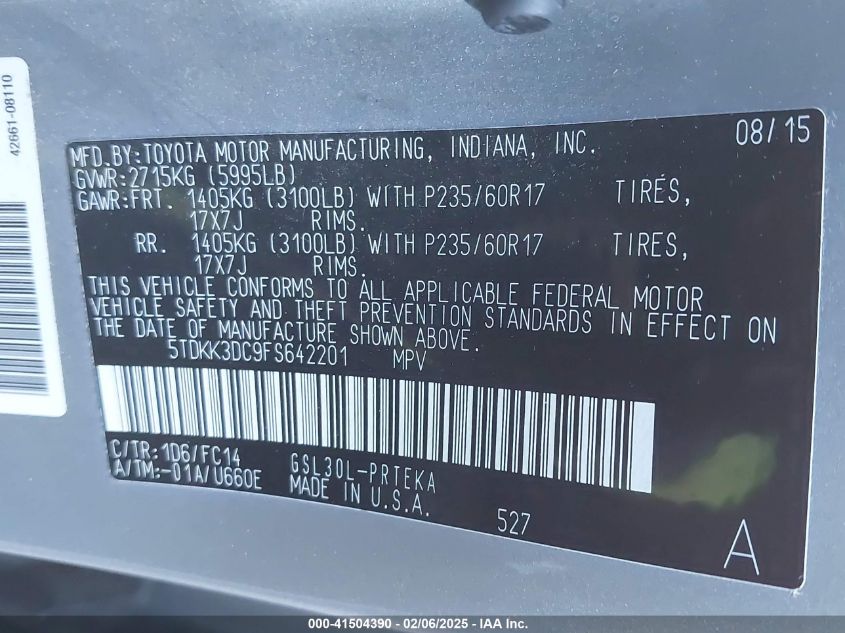 42661-08110
MFD.BY:TOYOTA MOTOR MANUFACTURING, INDIANA, INC. 08/15
GVWR:2715KG (5995LB)
GAWR:FRT. 1405KG (3100LB) WITH P235/60R17 TIRES,
17X7J RIMS.
RR. 1405KG (3100LB) WITH P235/60R17 TIRES,
17X7J RIMS.
THIS VEHICLE CONFORMS TO ALL APPLICABLE FEDERAL MOTOR
VEHICLE SAFETY AND THEFT PREVENTION STANDARDS IN EFFECT ON
THE DATE OF MANUFACTURE SHOWN ABOVE.
5TDKK3DC9FS642201 MPV
C/TR:1D6/FC14 GSL30L-PRTEKA
A/TM:-01A/U660E MADE IN U.S.A.
527
A
000-41504390 - 02/06/2025 - IAA Inc.